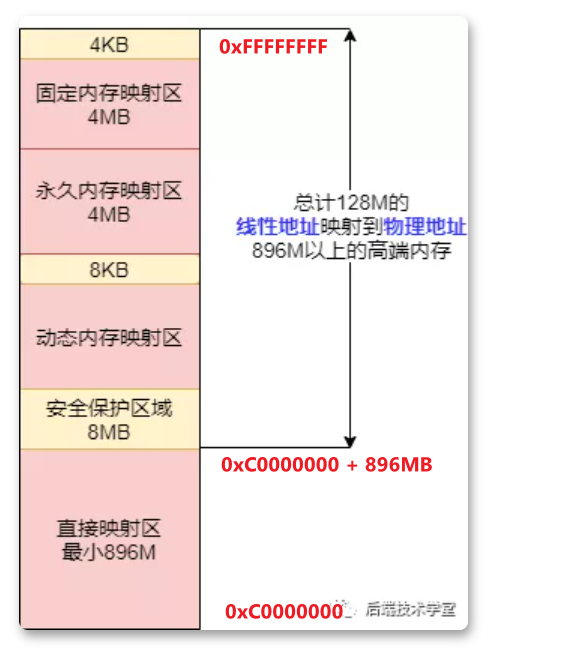 4KB
0xFFFFFFFF
固定内存映射区
4MB
永久内存映射区
4MB
总计128M的
线性地址映射到物理地址
896M以上的高端内存
8KB
动态内存映射区
安全保护区域
8MB
0xC0000000 + 896MB
直接映射区
最小896M
0xC0000000
后端技术学堂